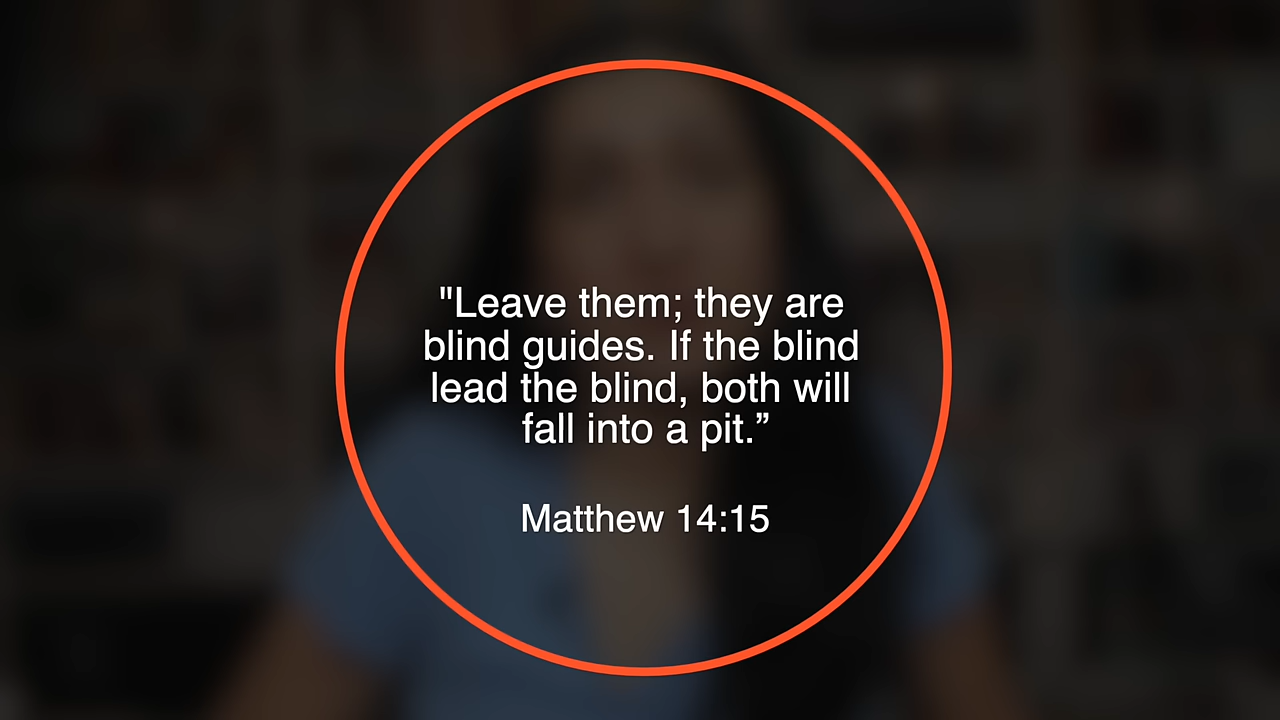 "Leave them; they are
blind guides. If the blind
lead the blind, both will
fall into a pit.”
Matthew 14:15